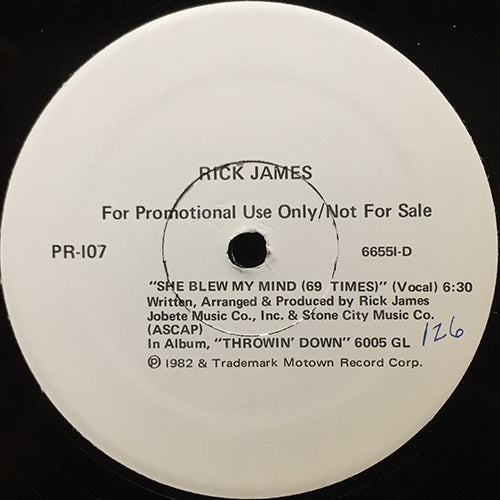 RICK JAMES
For Promotional Use Only/Not For Sale
PR-107 66551-D
"SHE BLEW MY MIND (69 TIMES)" (Vocal) 6:30
Written, Arranged & Produced by Rick James
Jobete Music Co., Inc. & Stone City Music Co.
(ASCAP)
In Album, "THROWIN' DOWN" 6005 GL
126
℗ 1982 & Trademark Motown Record Corp.